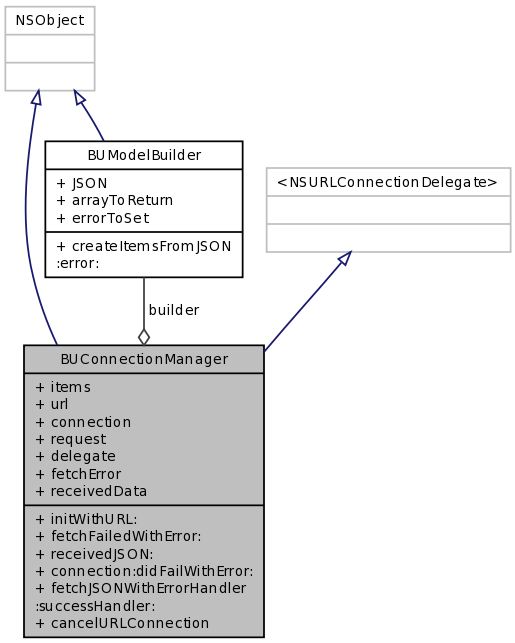 NSObject
BUModelBuilder
+ JSON
+ arrayToReturn
+ errorToSet
+ createItemsFromJSON
:error:
<NSURLConnectionDelegate>
builder
BUConnectionManager
+ items
+ url
+ connection
+ request
+ delegate
+ fetchError
+ receivedData
+ initWithURL:
+ fetchFailedWithError:
+ receivedJSON:
+ connection:didFailWithError:
+ fetchJSONWithErrorHandler
:successHandler:
+ cancelURLConnection